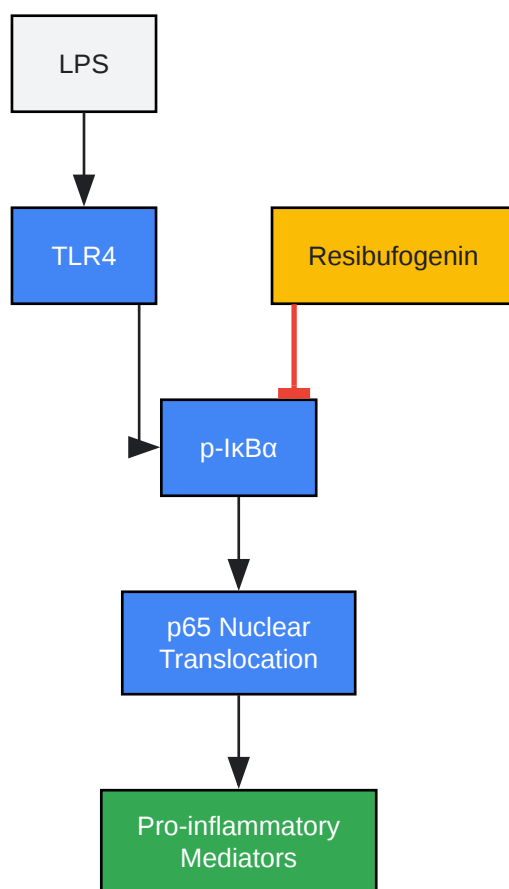 LPS
TLR4
Resibufogenin
p-IκBα
p65 Nuclear
Translocation
Pro-inflammatory
Mediators